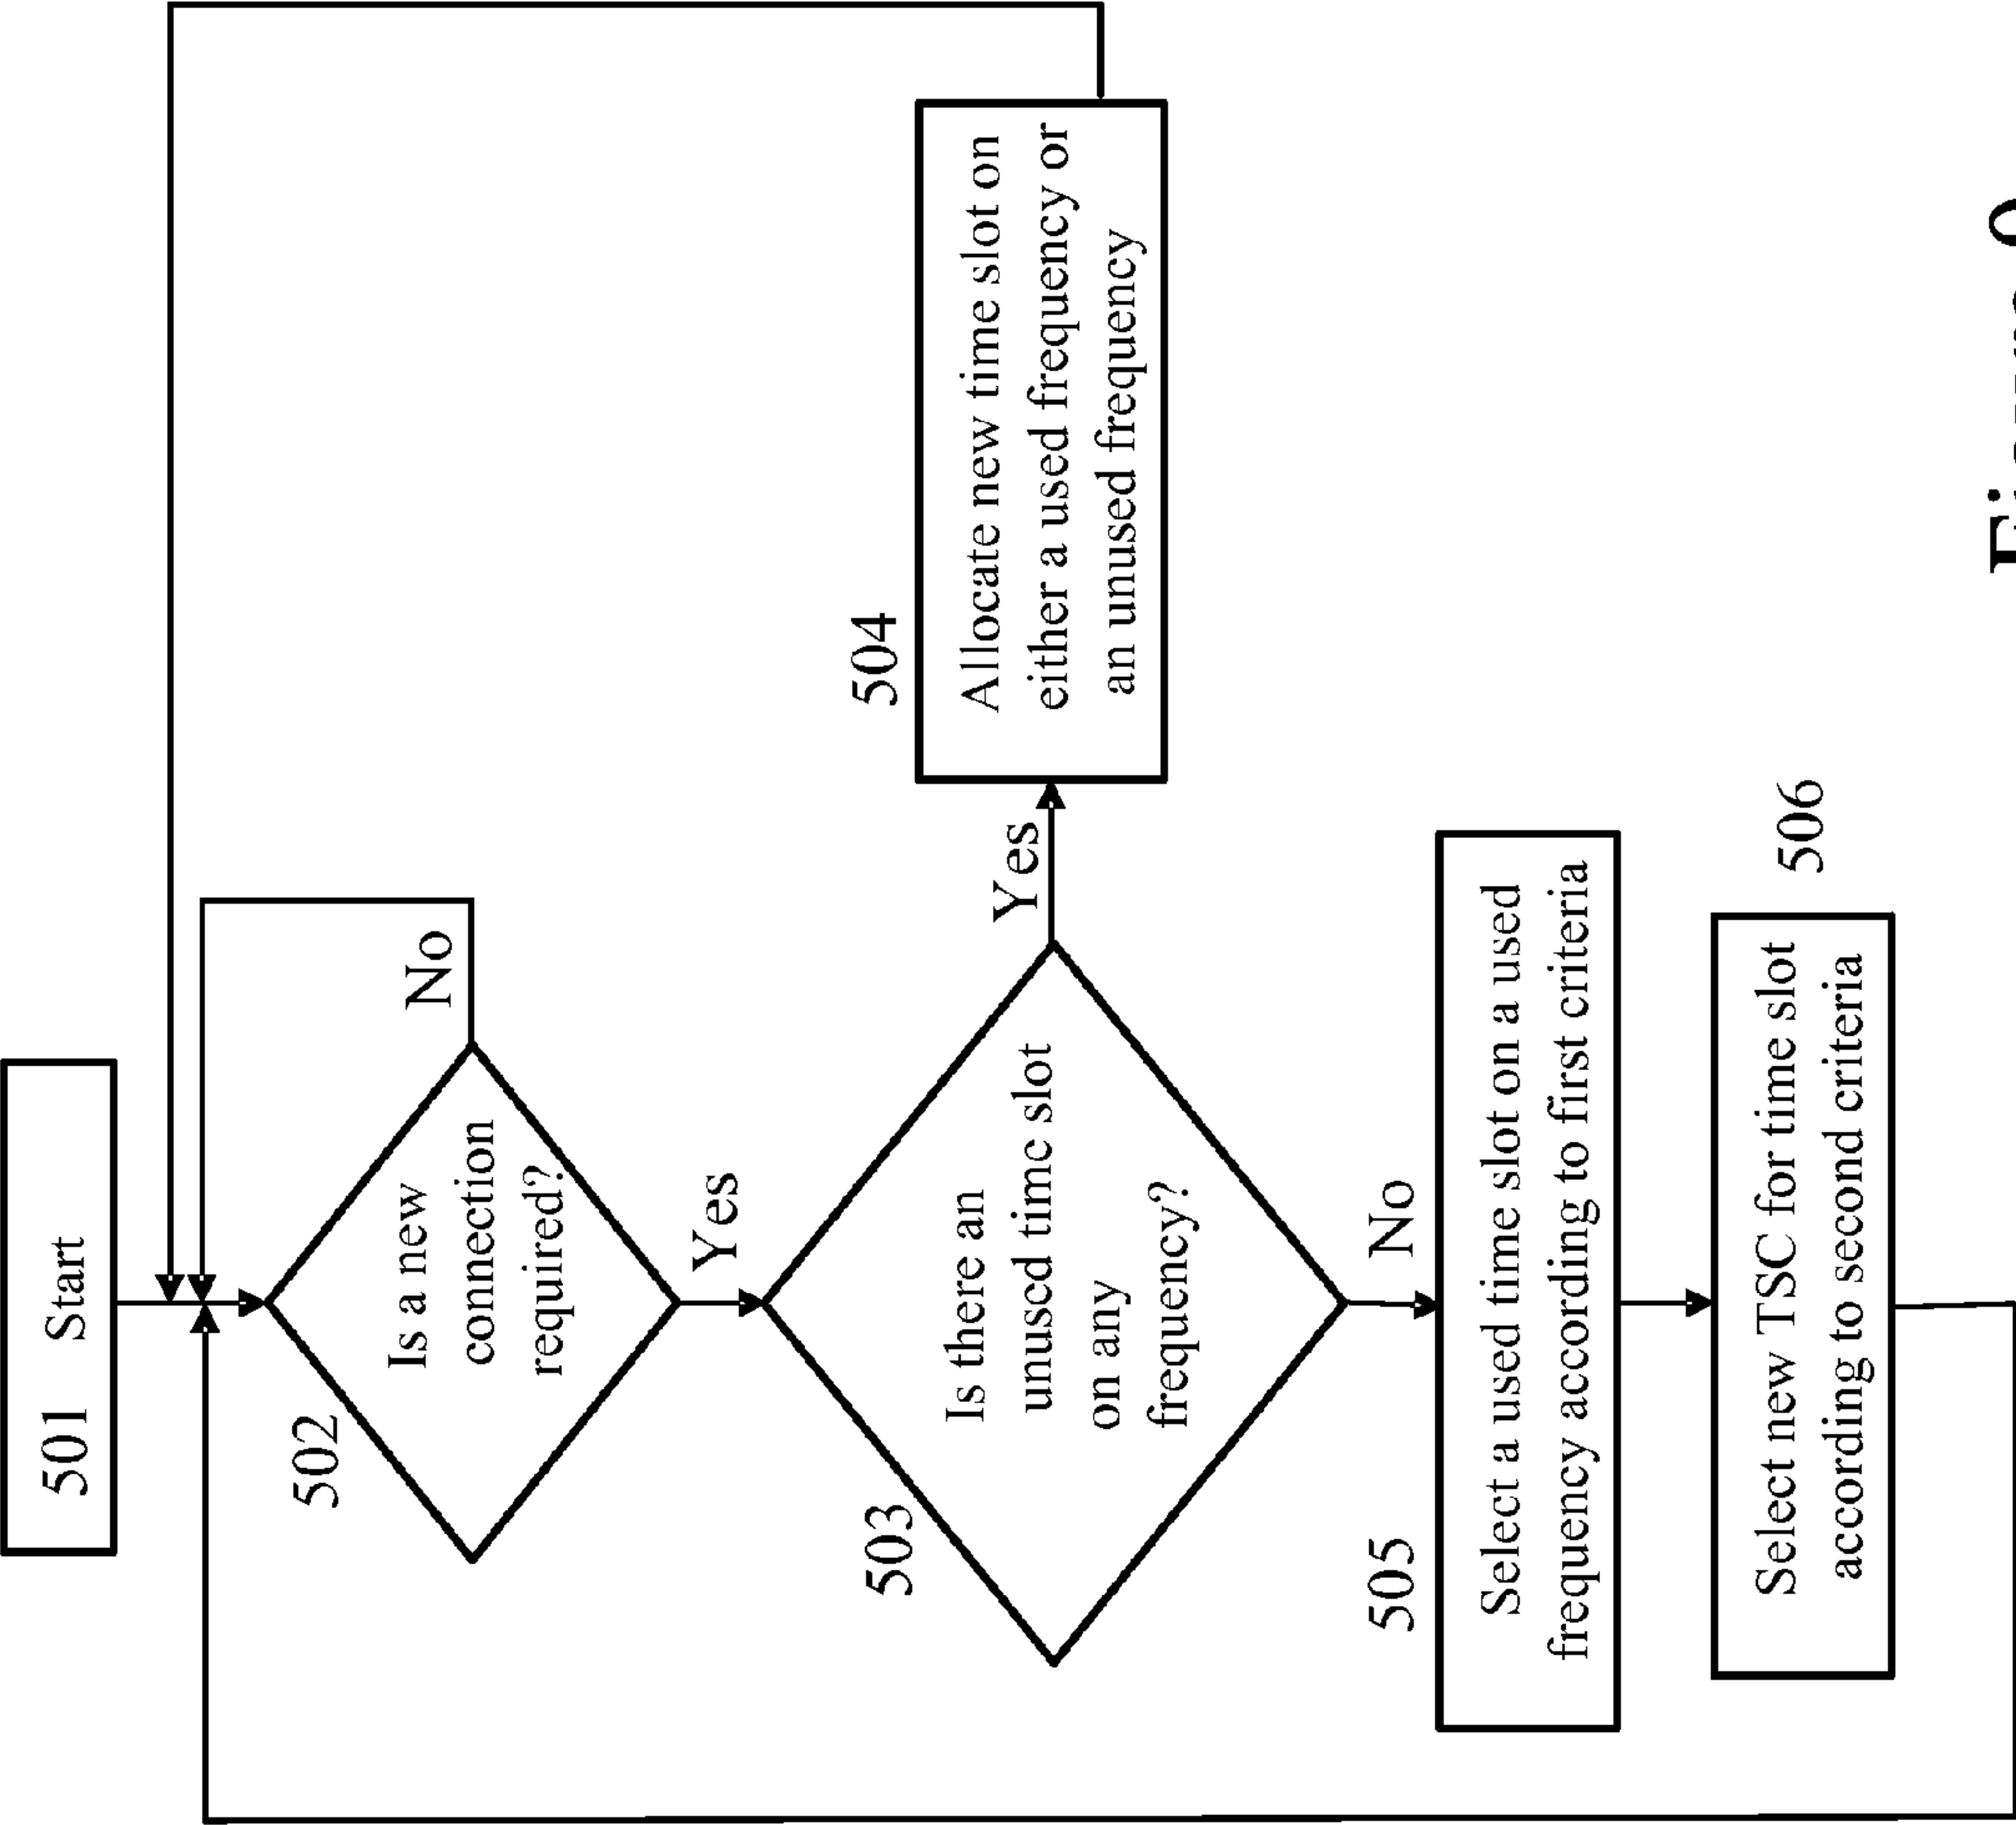 501 Start
502
Is a new
connection
required?
No
Yes
503
Is there an
unused time slot
on any
frequency?
Yes
504
Allocate new time slot on
either a used frequency or
an unused frequency
No
505
Select a used time slot on a used
frequency according to first criteria
506
Select new TSC for time slot
according to second criteria